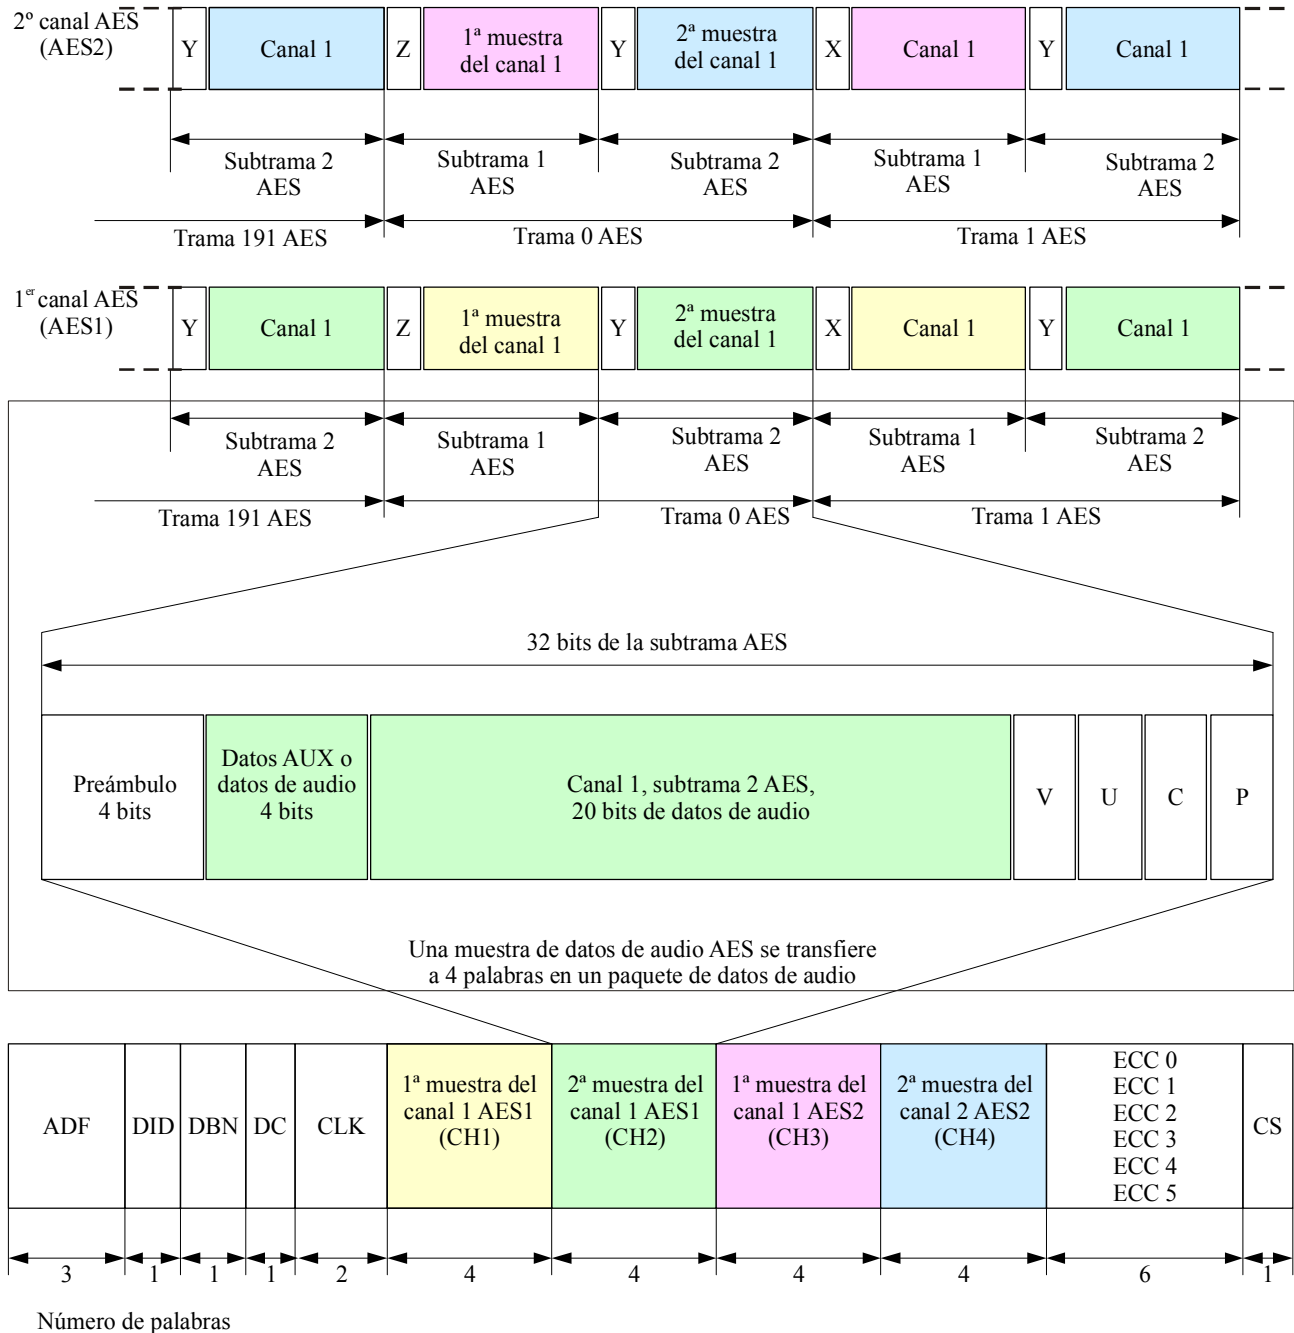 2º canal AES
(AES2)
Y
Canal 1
Z
1ª muestra
del canal 1
Y
2ª muestra
del canal 1
X
Canal 1
Y
Canal 1
Subtrama 2
AES
Subtrama 1
AES
Subtrama 2
AES
Subtrama 1
AES
Subtrama 2
AES
Trama 191 AES
Trama 0 AES
Trama 1 AES
1er canal AES
(AES1)
Y
Canal 1
Z
1ª muestra
del canal 1
Y
2ª muestra
del canal 1
X
Canal 1
Y
Canal 1
Subtrama 2
AES
Subtrama 1
AES
Subtrama 2
AES
Subtrama 1
AES
Subtrama 2
AES
Trama 191 AES
Trama 0 AES
Trama 1 AES
32 bits de la subtrama AES
Preámbulo
4 bits
Datos AUX o
datos de audio
4 bits
Canal 1, subtrama 2 AES,
20 bits de datos de audio
V
U
C
P
Una muestra de datos de audio AES se transfiere
a 4 palabras en un paquete de datos de audio
ADF
DID
DBN
DC
CLK
1ª muestra del
canal 1 AES1
(CH1)
2ª muestra del
canal 1 AES1
(CH2)
1ª muestra del
canal 1 AES2
(CH3)
2ª muestra del
canal 2 AES2
(CH4)
ECC 0
ECC 1
ECC 2
ECC 3
ECC 4
ECC 5
CS
3
1
1
1
2
4
4
4
4
6
1
Número de palabras